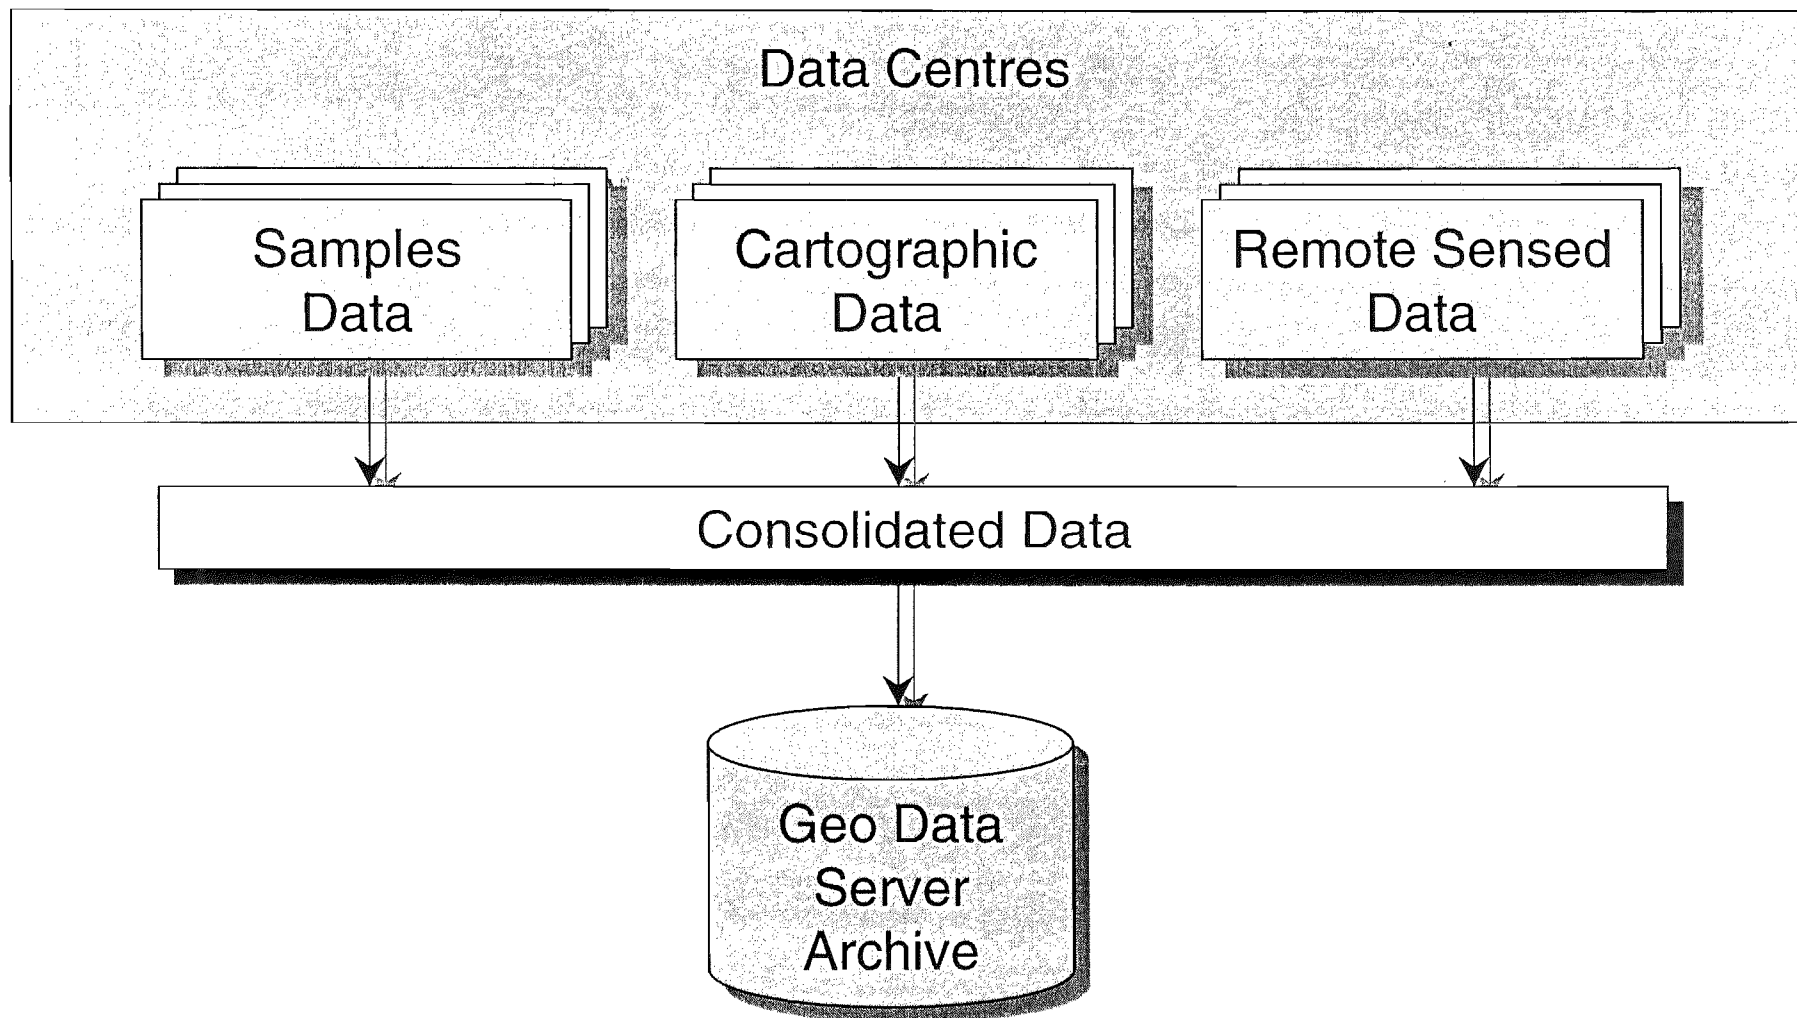 Data Centres
Samples
Data
Cartographic
Data
Remote Sensed
Data
Consolidated Data
Geo Data
Server
Archive